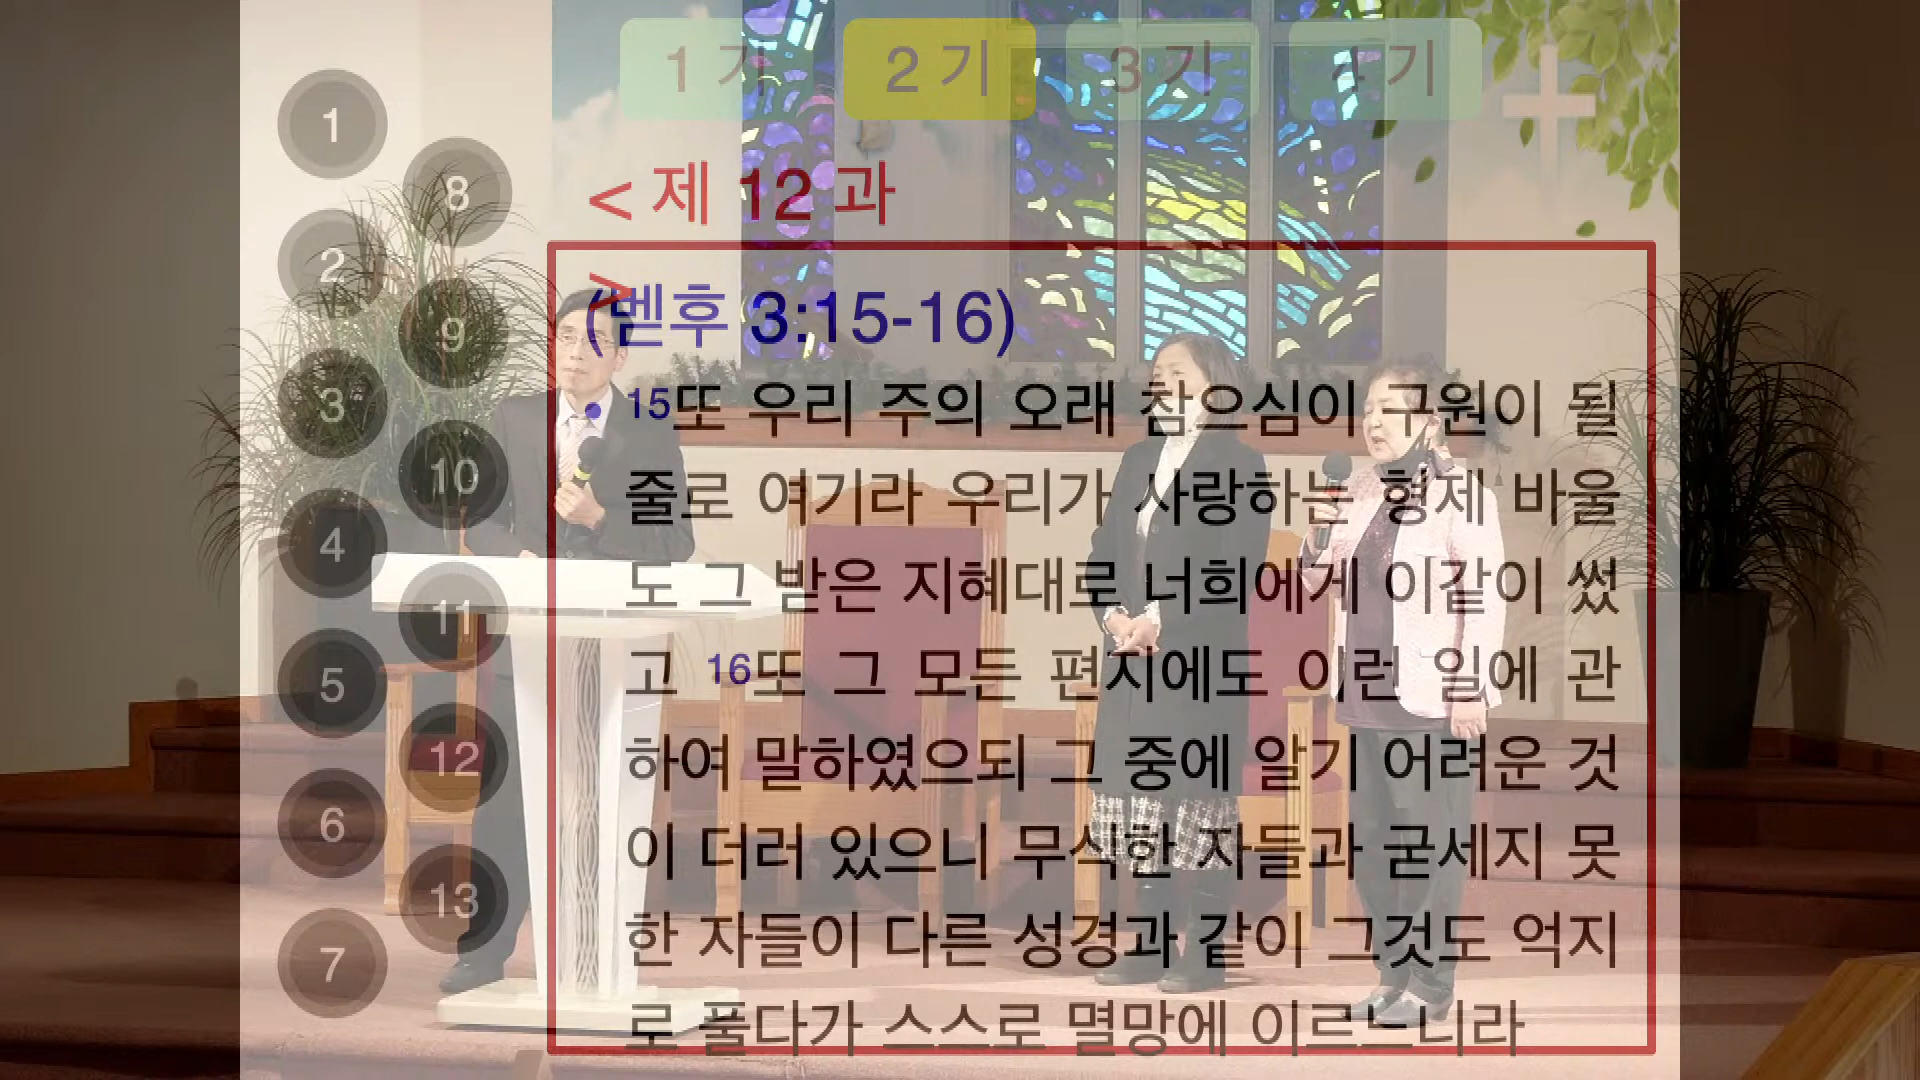 1기 2기 3기 4기
1
8
2
9
3
10
4
11
5
12
6
13
7
< 제 12 과
>
(벧후 3:15-16)
• 15또 우리 주의 오래 참으심이 구원이 될
줄로 여기라 우리가 사랑하는 형제 바울
도 그 받은 지혜대로 너희에게 이같이 썼
고 16또 그 모든 편지에도 이런 일에 관
하여 말하였으되 그 중에 알기 어려운 것
이 더러 있으니 무식한 자들과 굳세지 못
한 자들이 다른 성경과 같이 그것도 억지
로 풀다가 스스로 멸망에 이르느니라